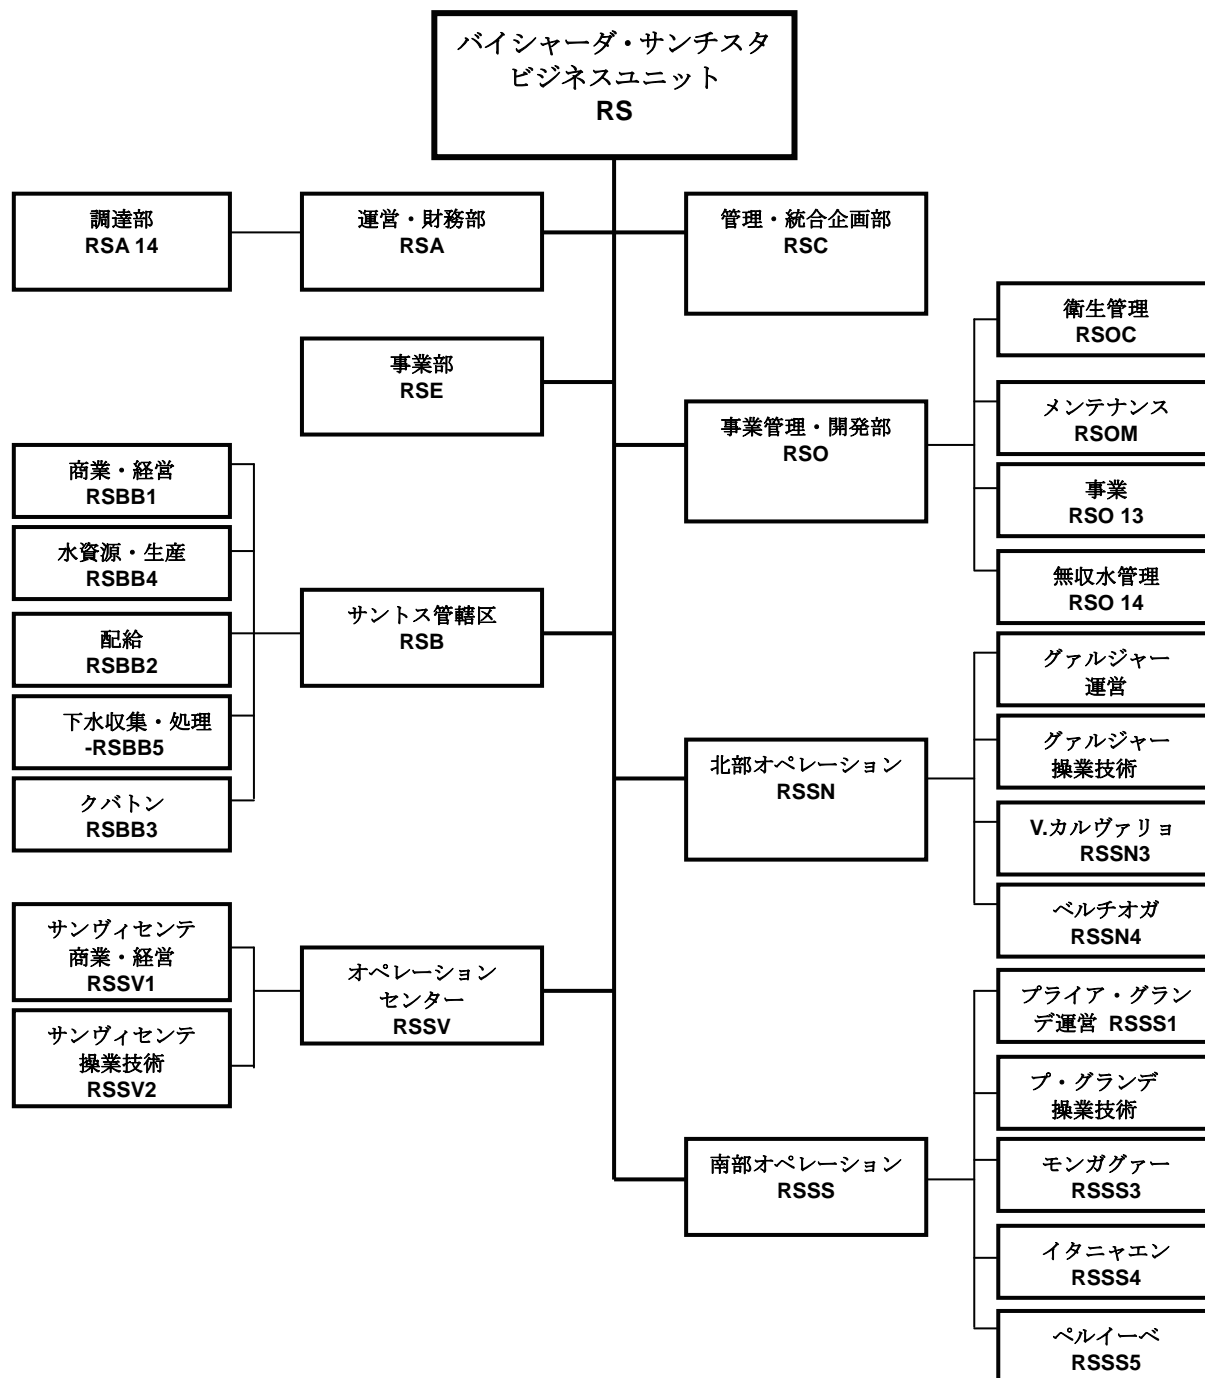 バイシャーダ・サンチスタ
ビジネスユニット
RS
調達部
RSA 14
運営・財務部
RSA
管理・統合企画部
RSC
事業部
RSE
事業管理・開発部
RSO
衛生管理
RSOC
メンテナンス
RSOM
事業
RSO 13
無収水管理
RSO 14
商業・経営
RSBB1
水資源・生産
RSBB4
配給
RSBB2
下水収集・処理
-RSBB5
クバトン
RSBB3
サントス管轄区
RSB
北部オペレーション
RSSN
グァルジャー
運営
グァルジャー
操業技術
V.カルヴァリョ
RSSN3
ベルチオガ
RSSN4
サンヴィセンテ
商業・経営
RSSV1
サンヴィセンテ
操業技術
RSSV2
オペレーション
センター
RSSV
南部オペレーション
RSSS
プライア・グラン
デ運営 RSSS1
プ・グランデ
操業技術
モンガグァー
RSSS3
イタニャエン
RSSS4
ペルイーベ
RSSS5